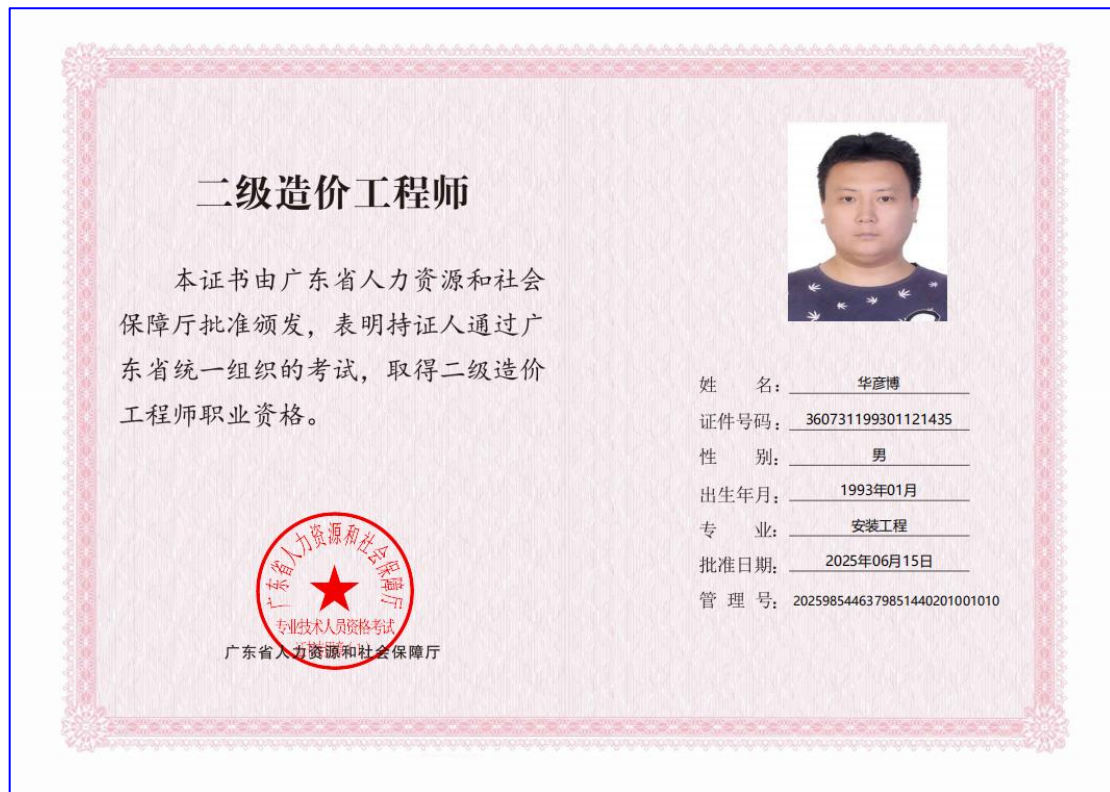 二级造价工程师
本证书由广东省人力资源和社会
保障厅批准颁发，表明持证人通过广
东省统一组织的考试，取得二级造价
工程师职业资格。
广东省人力资源和社会保障厅
专业技术人员资格考试
广东省人力资源和社会保障厅
姓 名：华彦博
证件号码：360731199301121435
性 别：男
出生年月：1993年01月
专 业：安装工程
批准日期：2025年06月15日
管 理 号：2025985446379851440201001010